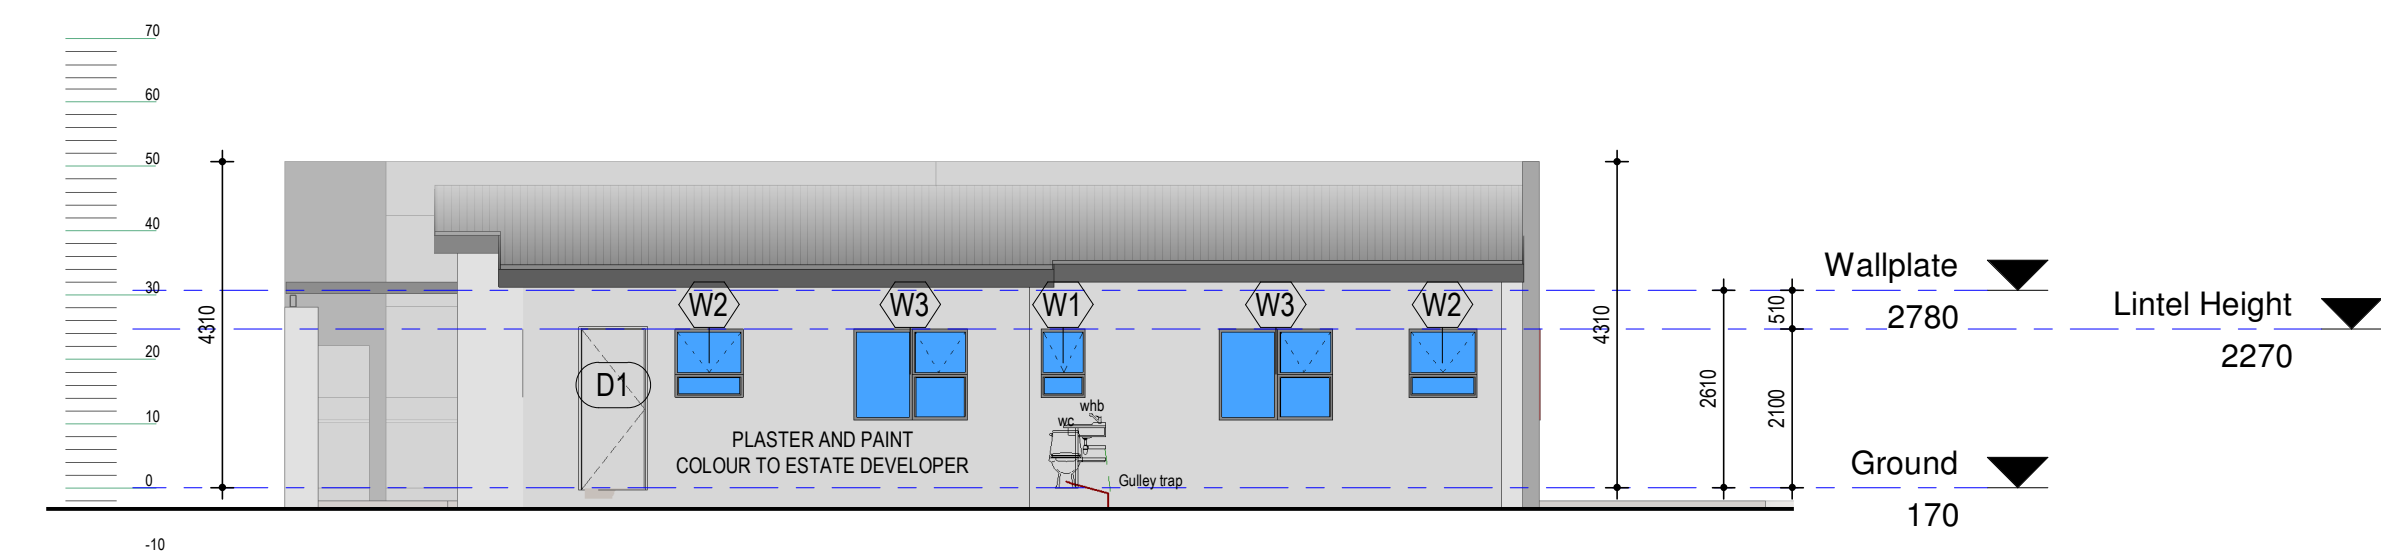 70
60
50
40
30
20
10
0
-10
4310
W2
W3
W1
W3
W2
D1
PLASTER AND PAINT
COLOUR TO ESTATE DEVELOPER
whb
wc
Gulley trap
4310
2610
510
2100
Wallplate
2780
Lintel Height
2270
Ground
170